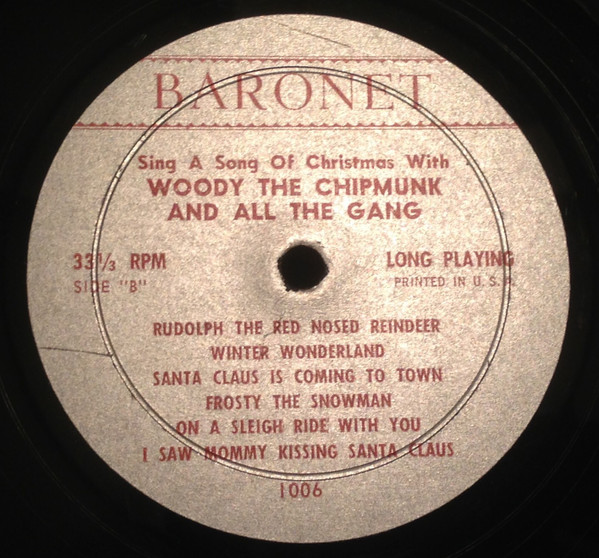 BARONET
Sing A Song Of Christmas With
WOODY THE CHIPMUNK
AND ALL THE GANG
33⅓ RPM
SIDE "B"
LONG PLAYING
PRINTED IN U.S.A.
RUDOLPH THE RED NOSED REINDEER
WINTER WONDERLAND
SANTA CLAUS IS COMING TO TOWN
FROSTY THE SNOWMAN
ON A SLEIGH RIDE WITH YOU
I SAW MOMMY KISSING SANTA CLAUS
1006